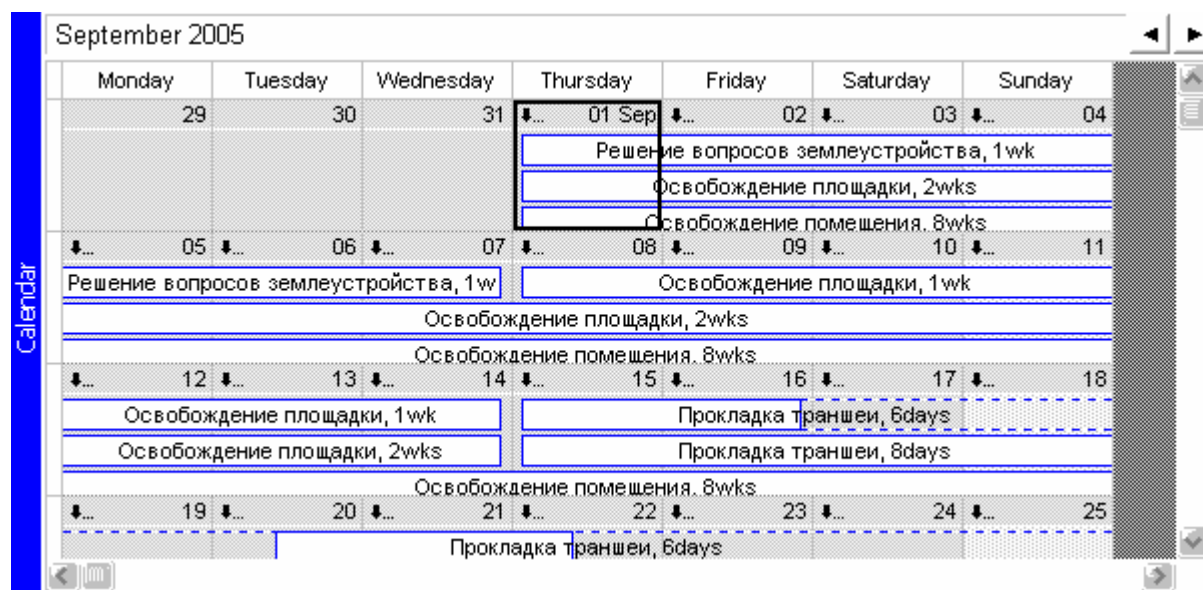 September 2005
Monday Tuesday Wednesday Thursday Friday Saturday Sunday
29 30 31 ... 01 Sep ... 02 ... 03 ... 04
Решение вопросов землеустройства, 1wk
Освобождение площадки, 2wks
Освобождение помещения, 8wks
... 05 ... 06 ... 07 ... 08 ... 09 ... 10 ... 11
Решение вопросов землеустройства, 1w Освобождение площадки, 1wk
Освобождение площадки, 2wks
Освобождение помещения, 8wks
... 12 ... 13 ... 14 ... 15 ... 16 ... 17 ... 18
Освобождение площадки, 1wk Прокладка траншеи, 6days
Освобождение площадки, 2wks Прокладка траншеи, 8days
Освобождение помещения, 8wks
... 19 ... 20 ... 21 ... 22 ... 23 ... 24 ... 25
Прокладка траншеи, 6days
Calendar